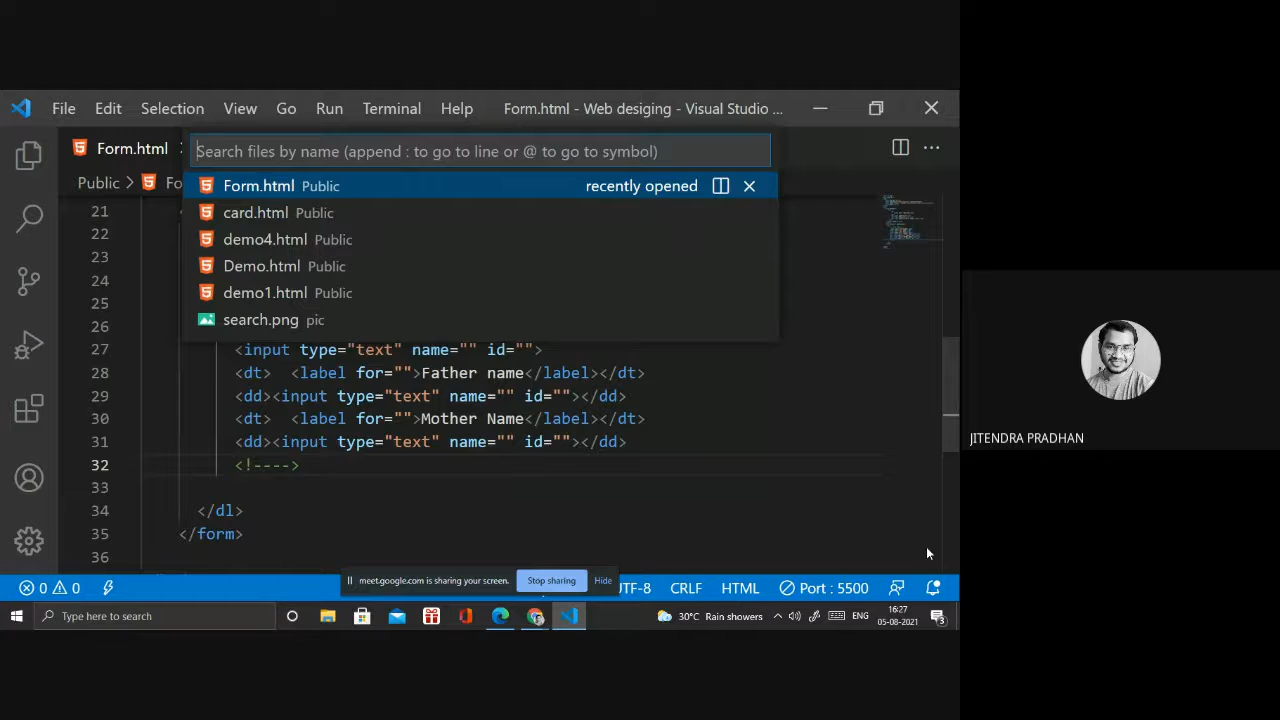 File Edit Selection View Go Run Terminal Help Form.html - Web desiging - Visual Studio ...
Form.html
Search files by name (append : to go to line or @ to go to symbol)
Public > Fo
Form.html Public recently opened
card.html Public
demo4.html Public
Demo.html Public
demo1.html Public
search.png pic
21
22
23
24
25
26
27 <input type="text" name="" id="">
28 <dt> <label for="">Father name</label></dt>
29 <dd><input type="text" name="" id=""></dd>
30 <dt> <label for="">Mother Name</label></dt>
31 <dd><input type="text" name="" id=""></dd>
32 <!---->
33
34 </dl>
35 </form>
36
JITENDRA PRADHAN
meet.google.com is sharing your screen. Stop sharing Hide
0 0 UTF-8 CRLF HTML Port : 5500
Type here to search 30°C Rain showers ENG 16:27
05-08-2021 3